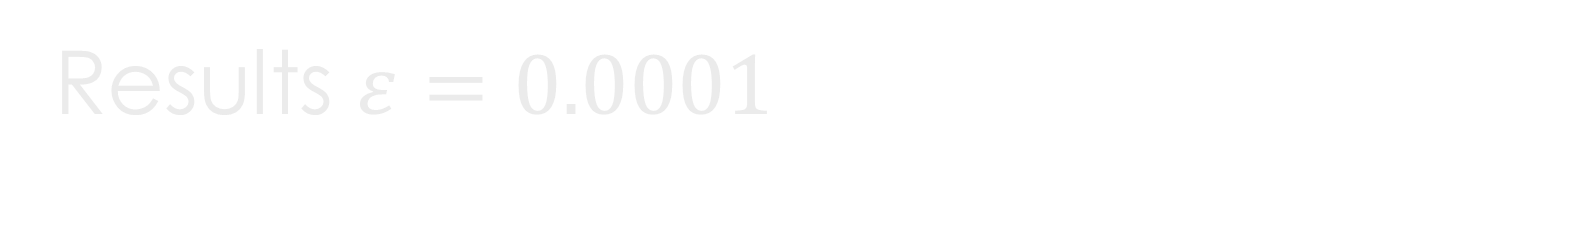 Results 𝜀 = 0.0001